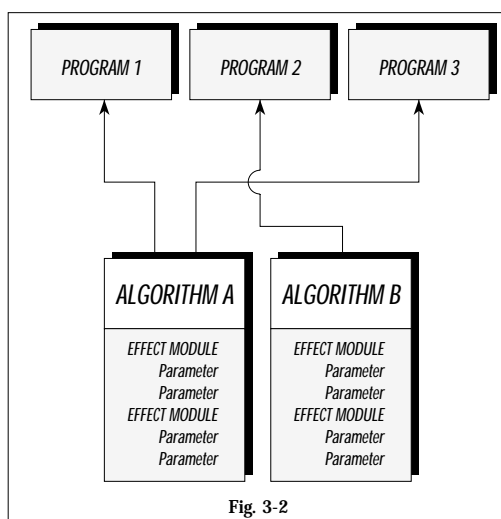 PROGRAM 1
PROGRAM 2
PROGRAM 3
ALGORITHM A
EFFECT MODULE
Parameter
Parameter
EFFECT MODULE
Parameter
Parameter
ALGORITHM B
EFFECT MODULE
Parameter
Parameter
EFFECT MODULE
Parameter
Parameter
Fig. 3-2